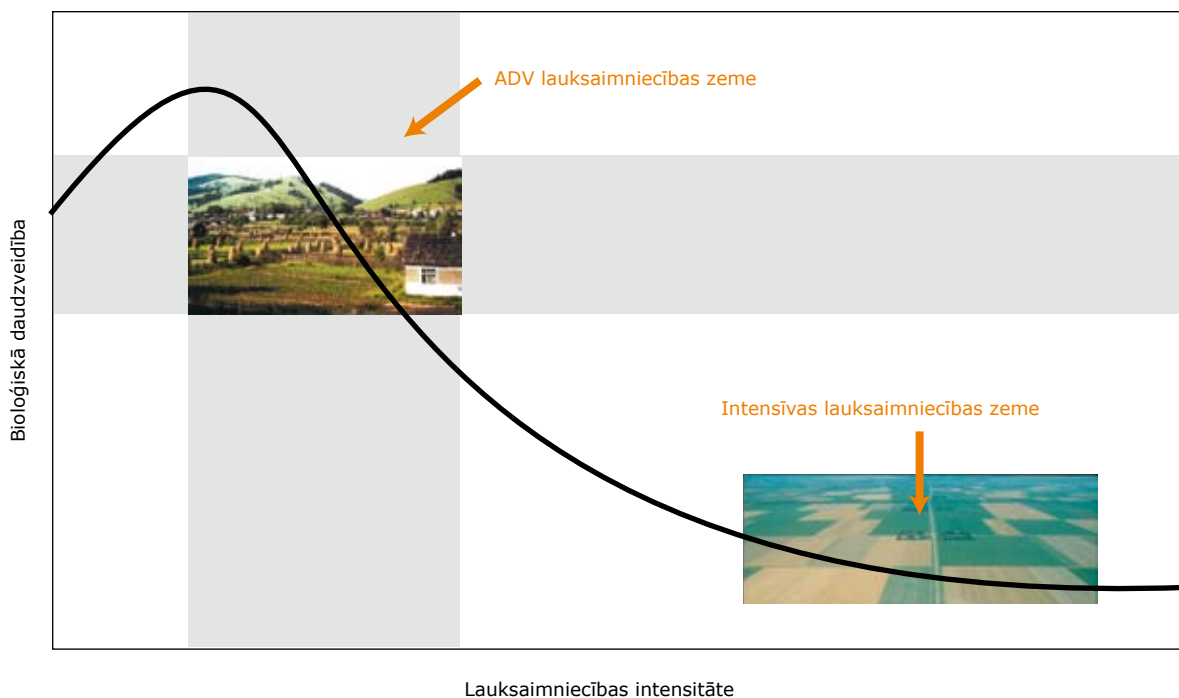 ADV lauksaimniecības zeme
Bioloģiskā daudzveidība
Intensīvas lauksaimniecības zeme
Lauksaimniecības intensitāte